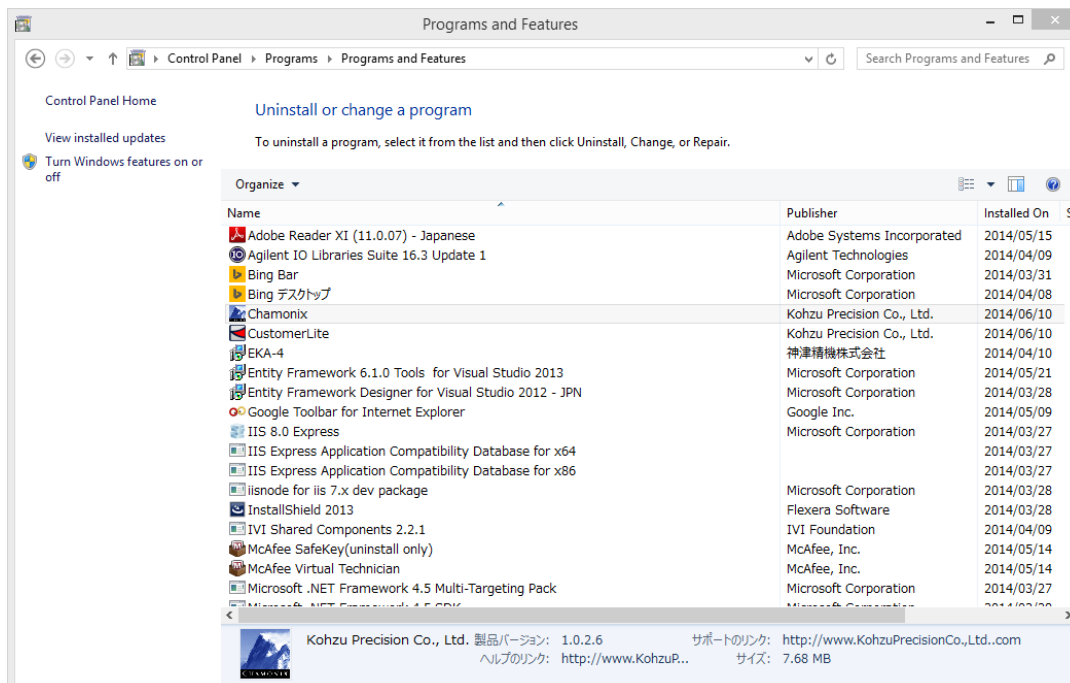 Programs and Features
Control Panel Programs Programs and Features Search Programs and Features
Control Panel Home
View installed updates
Turn Windows features on or
off
Uninstall or change a program
To uninstall a program, select it from the list and then click Uninstall, Change, or Repair.
Organize
Name Publisher Installed On S
Adobe Reader XI (11.0.07) - Japanese Adobe Systems Incorporated 2014/05/15
Agilent IO Libraries Suite 16.3 Update 1 Agilent Technologies 2014/04/09
Bing Bar Microsoft Corporation 2014/03/31
Bing デスクトップ Microsoft Corporation 2014/04/08
Chamonix Kohzu Precision Co., Ltd. 2014/06/10
CustomerLite Kohzu Precision Co., Ltd. 2014/06/10
EKA-4 神津精機株式会社 2014/04/10
Entity Framework 6.1.0 Tools for Visual Studio 2013 Microsoft Corporation 2014/05/21
Entity Framework Designer for Visual Studio 2012 - JPN Microsoft Corporation 2014/03/28
Google Toolbar for Internet Explorer Google Inc. 2014/05/09
IIS 8.0 Express Microsoft Corporation 2014/03/27
IIS Express Application Compatibility Database for x64 2014/03/27
IIS Express Application Compatibility Database for x86 2014/03/27
iisnode for iis 7.x dev package Microsoft Corporation 2014/03/28
InstallShield 2013 Flexera Software 2014/03/28
IVI Shared Components 2.2.1 IVI Foundation 2014/04/09
McAfee SafeKey(uninstall only) McAfee, Inc. 2014/05/14
McAfee Virtual Technician McAfee, Inc. 2014/05/14
Microsoft .NET Framework 4.5 Multi-Targeting Pack Microsoft Corporation 2014/03/27
Microsoft .NET Framework 4.5 SDK Microsoft Corporation
Kohzu Precision Co., Ltd. 製品バージョン: 1.0.2.6 サポートのリンク: http://www.KohzuPrecisionCo.,Ltd..com
ヘルプのリンク: http://www.KohzuP... サイズ: 7.68 MB
CHAMONIX